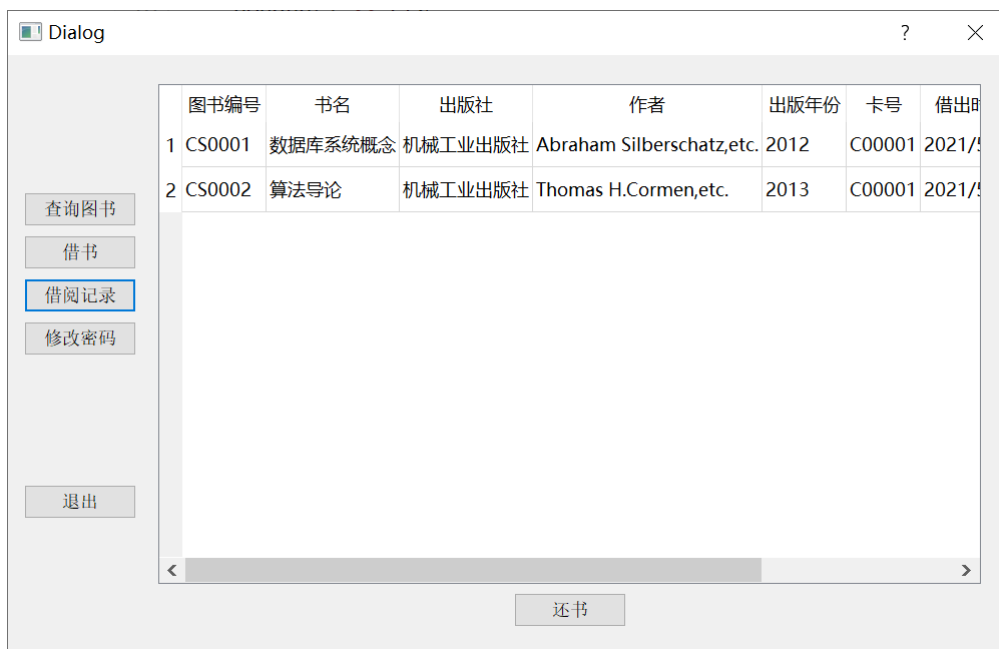 Dialog
?
图书编号 书名 出版社 作者 出版年份 卡号
1 CS0001 数据库系统概念 机械工业出版社 Abraham Silberschatz,etc. 2012 C00001
2 CS0002 算法导论 机械工业出版社 Thomas H.Cormen,etc. 2013 C00001
查询图书
借书
借阅记录
修改密码
退出
还书